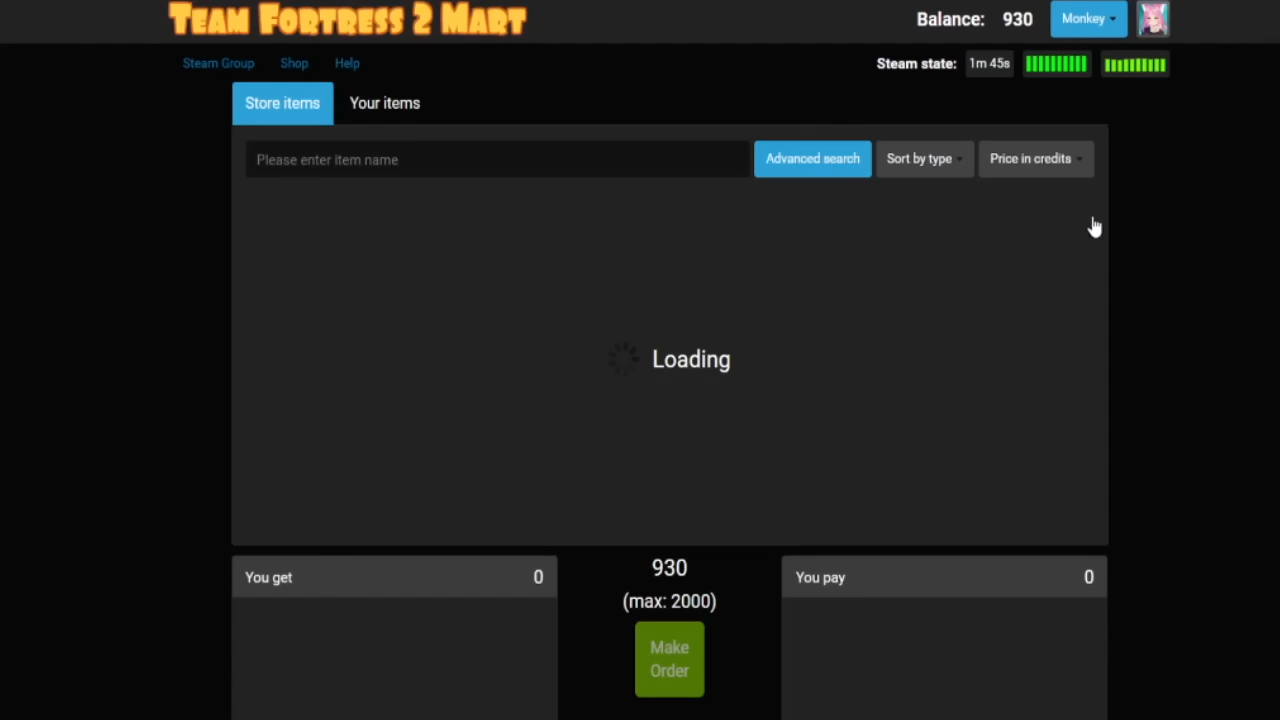 Team Fortress 2 Mart
Balance: 930 Monkey
Steam Group Shop Help Steam state: 1m 45s
Store items Your items
Please enter item name Advanced search Sort by type Price in credits
Loading
You get 0
930
(max: 2000)
Make
Order
You pay 0